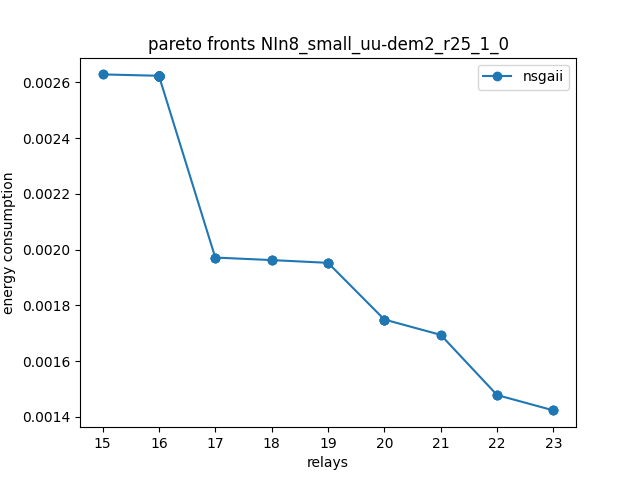 pareto fronts NIn8_small_uu-dem2_r25_1_0
nsgaii
energy consumption
0.0026
0.0024
0.0022
0.0020
0.0018
0.0016
0.0014
15 16 17 18 19 20 21 22 23
relays